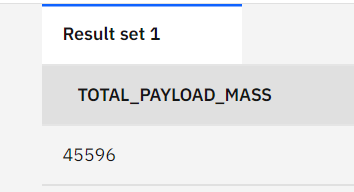 Result set 1
TOTAL_PAYLOAD_MASS
45596